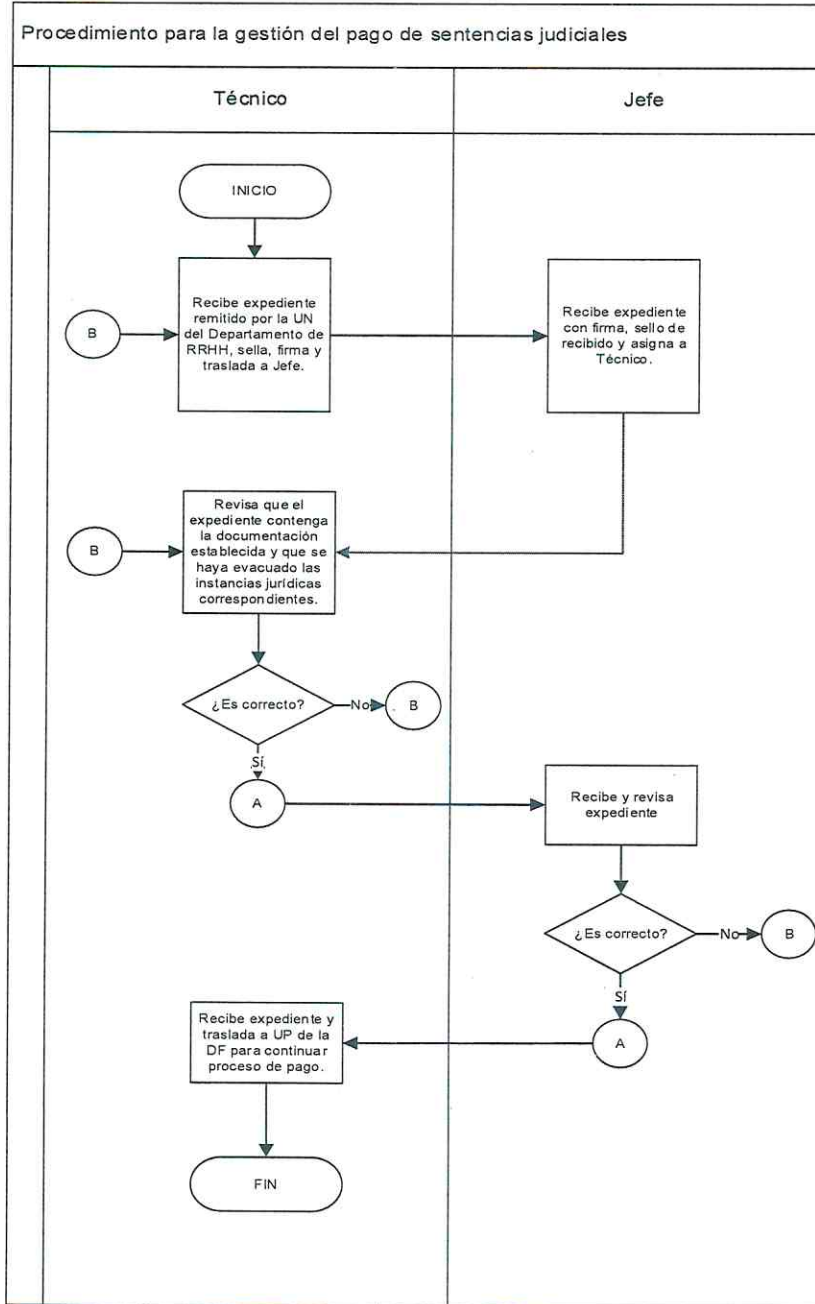 Procedimiento para la gestión del pago de sentencias judiciales
Técnico
Jefe
INICIO
B
Recibe expediente
remitido por la UN
del Departamento de
RRHH, sella, firma y
traslada a Jefe.
Recibe expediente
con firma, sello de
recibido y asigna a
Técnico.
B
Revisa que el
expediente contenga
la documentación
establecida y que se
haya evacuado las
instancias jurídicas
correspondientes.
¿Es correcto?
No
B
Sí
A
Recibe y revisa
expediente
¿Es correcto?
No
B
Sí
A
Recibe expediente y
traslada a UP de la
DF para continuar
proceso de pago.
FIN